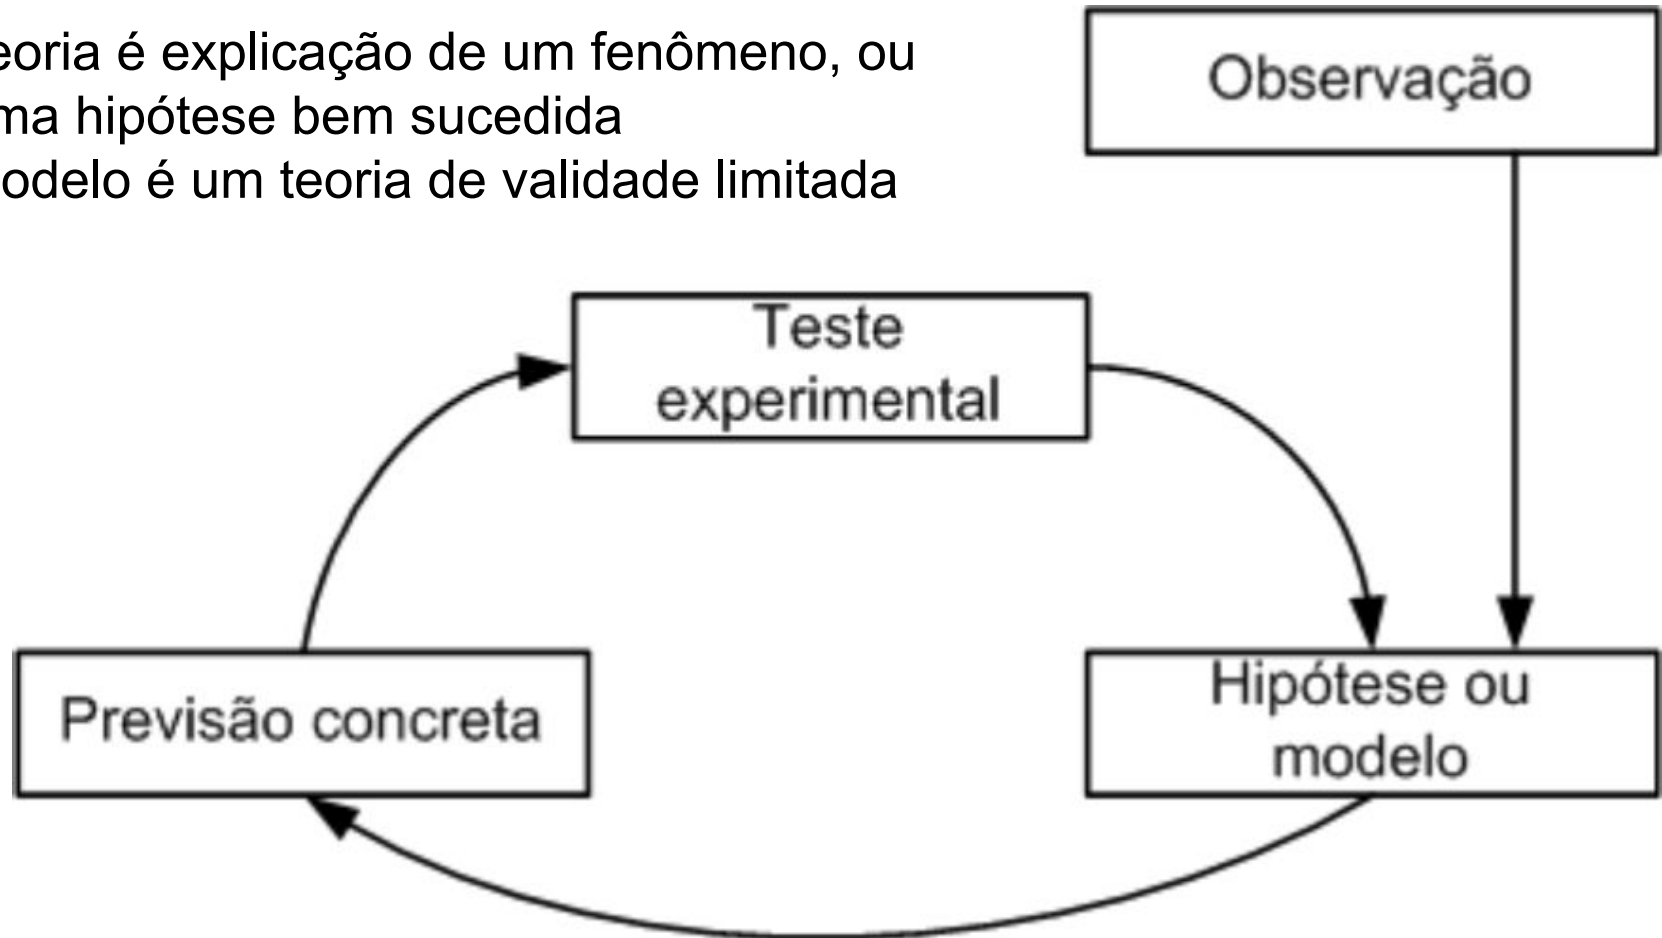 eoria é explicação de um fenômeno, ou
ma hipótese bem sucedida
odelo é um teoria de validade limitada
Observação
Teste
experimental
Previsão concreta
Hipótese ou
modelo